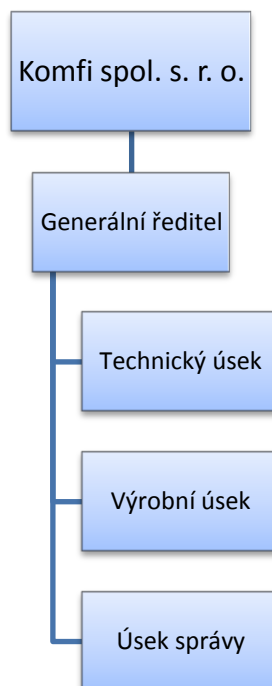 Komfi spol. s. r. o.
Generální ředitel
Technický úsek
Výrobní úsek
Úsek správy